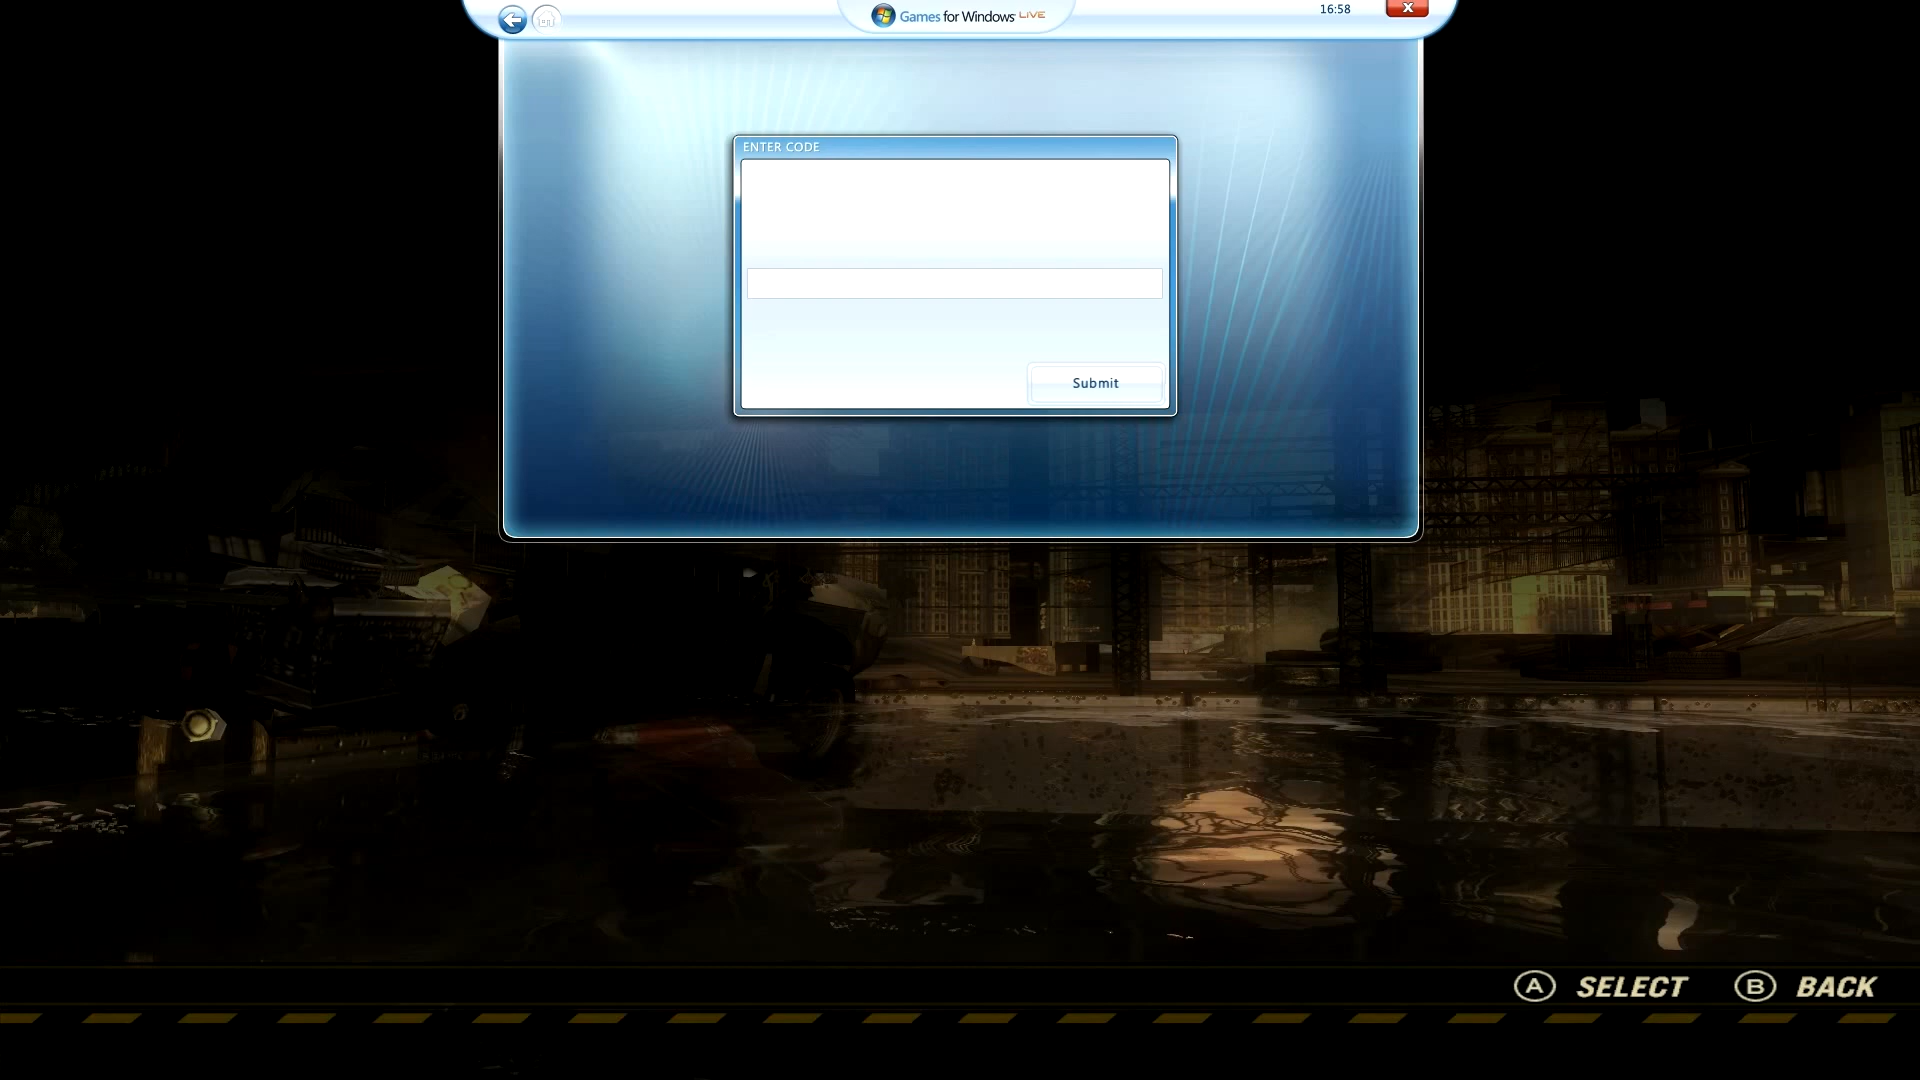 Games for Windows LIVE
16:58
X
ENTER CODE
Submit
A SELECT B BACK